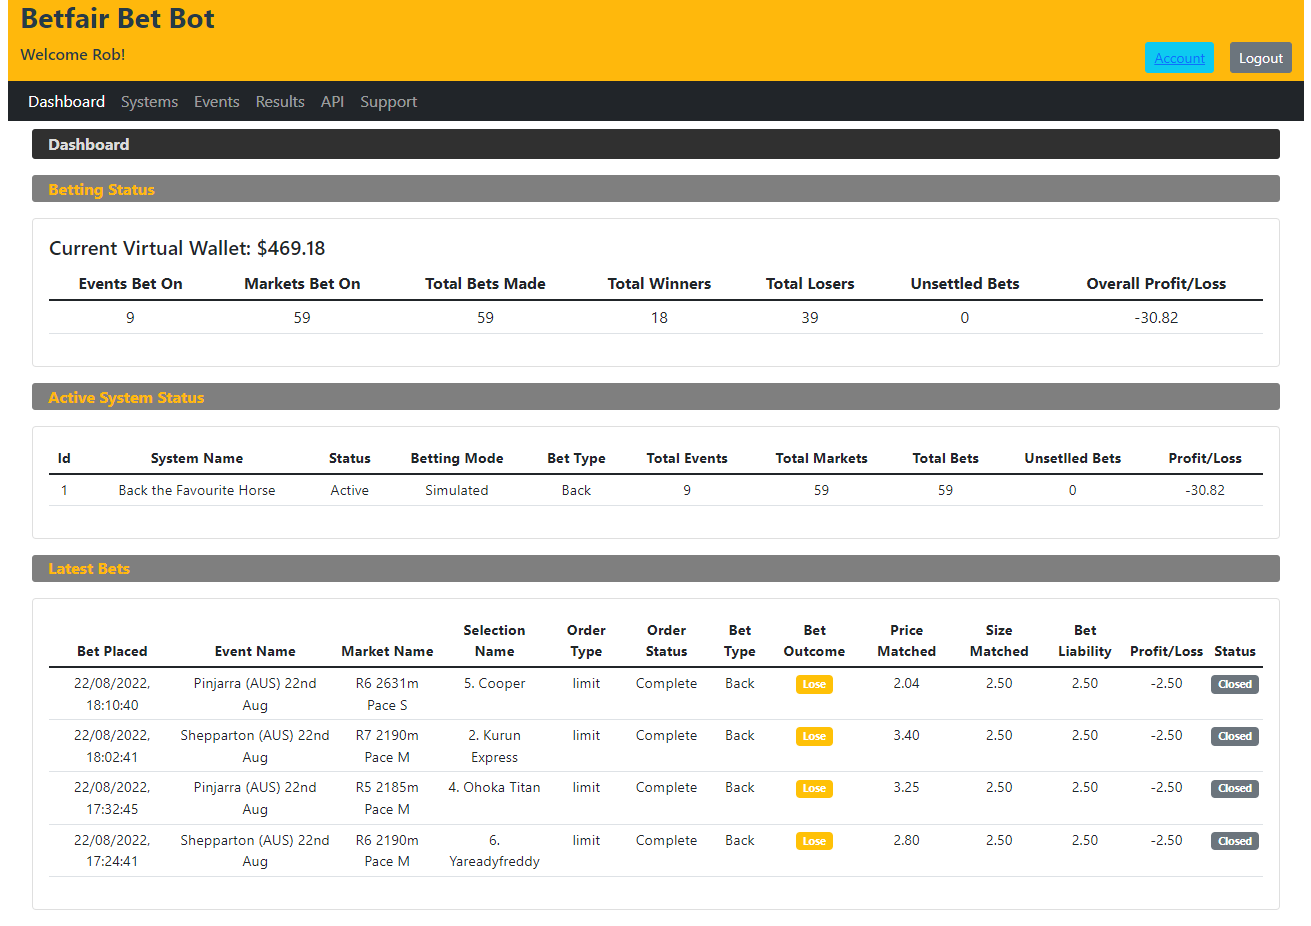 Betfair Bet Bot
Welcome Rob!
Account Logout
Dashboard Systems Events Results API Support
Dashboard
Betting Status
Current Virtual Wallet: $469.18
Events Bet On Markets Bet On Total Bets Made Total Winners Total Losers Unsettled Bets Overall Profit/Loss
9 59 59 18 39 0 -30.82
Active System Status
Id System Name Status Betting Mode Bet Type Total Events Total Markets Total Bets Unsetlled Bets Profit/Loss
1 Back the Favourite Horse Active Simulated Back 9 59 59 0 -30.82
Latest Bets
Selection Order Order Bet Bet Price Size Bet
Bet Placed Event Name Market Name Name Type Status Type Outcome Matched Matched Liability Profit/Loss Status
22/08/2022, Pinjarra (AUS) 22nd R6 2631m 5. Cooper limit Complete Back Lose 2.04 2.50 2.50 -2.50 Closed
18:10:40 Aug Pace S
22/08/2022, Shepparton (AUS) 22nd R7 2190m 2. Kurun limit Complete Back Lose 3.40 2.50 2.50 -2.50 Closed
18:02:41 Aug Pace M Express
22/08/2022, Pinjarra (AUS) 22nd R5 2185m 4. Ohoka Titan limit Complete Back Lose 3.25 2.50 2.50 -2.50 Closed
17:32:45 Aug Pace M
22/08/2022, Shepparton (AUS) 22nd R6 2190m 6. limit Complete Back Lose 2.80 2.50 2.50 -2.50 Closed
17:24:41 Aug Pace M Yareadyfreddy